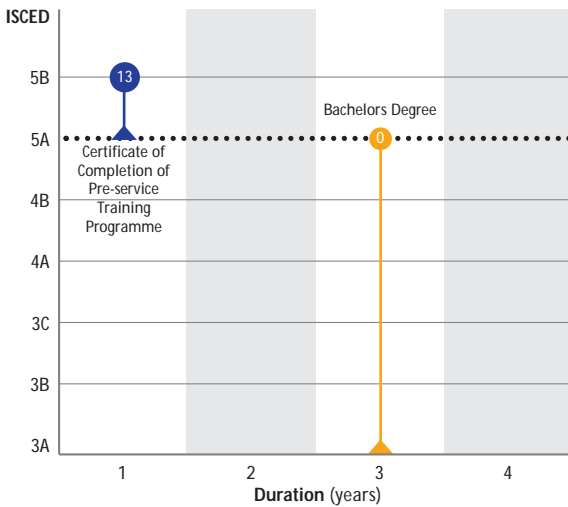 ISCED
5B
13
Bachelors Degree
5A
0
Certificate of
Completion of
Pre-service
Training
Programme
4B
4A
3C
3B
3A
1 2 3 4
Duration (years)